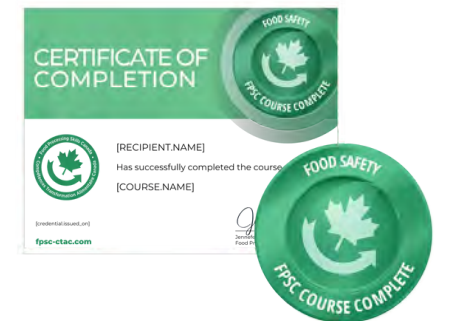 CERTIFICATE OF
COMPLETION
FOOD SAFETY
FPSC COURSE COMPLETE
[RECIPIENT.NAME]
Has successfully completed the course
[COURSE.NAME]
[credential.issued_on]
fpsc-ctac.com
Food
FOOD SAFETY
FPSC COURSE COMPLETE